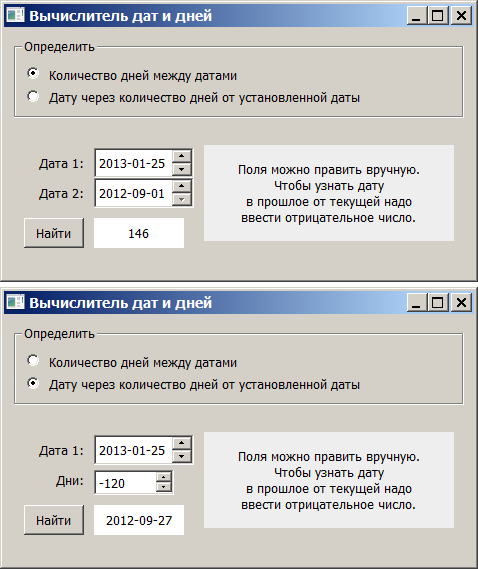 Вычислитель дат и дней
Определить
Количество дней между датами
Дату через количество дней от установленной даты
Дата 1: 2013-01-25
Дата 2: 2012-09-01
Найти 146
Поля можно править вручную.
Чтобы узнать дату
в прошлое от текущей надо
ввести отрицательное число.
Вычислитель дат и дней
Определить
Количество дней между датами
Дату через количество дней от установленной даты
Дата 1: 2013-01-25
Дни: -120
Найти 2012-09-27
Поля можно править вручную.
Чтобы узнать дату
в прошлое от текущей надо
ввести отрицательное число.